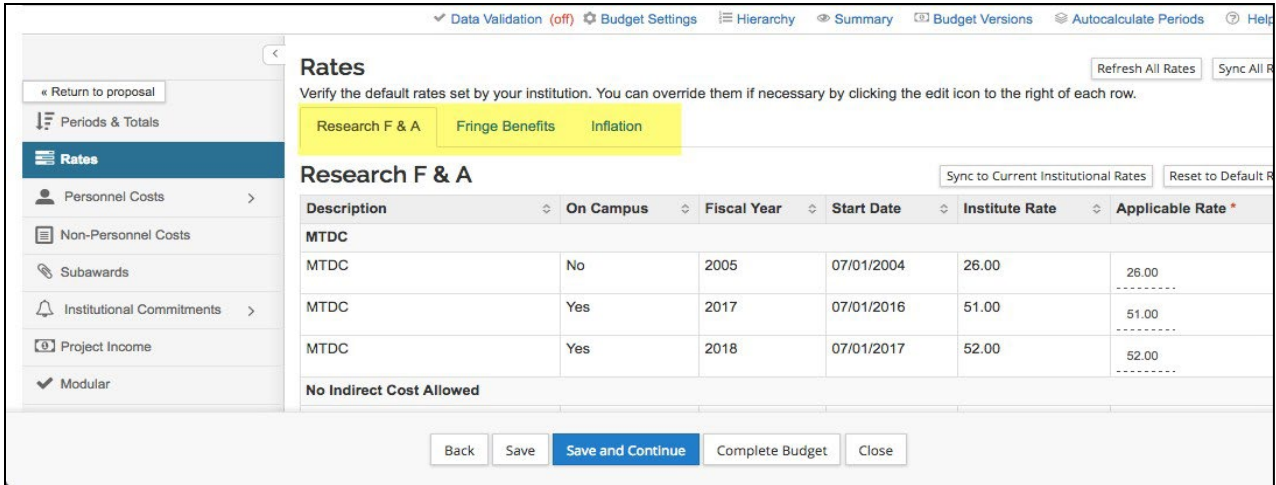 Data Validation (off) Budget Settings Hierarchy Summary Budget Versions Autocalculate Periods Help
« Return to proposal
Periods & Totals
Rates
Personnel Costs
Non-Personnel Costs
Subawards
Institutional Commitments
Project Income
Modular
Rates
Refresh All Rates Sync All R
Verify the default rates set by your institution. You can override them if necessary by clicking the edit icon to the right of each row.
Research F & A Fringe Benefits Inflation
Research F & A
Sync to Current Institutional Rates Reset to Default R
Description On Campus Fiscal Year Start Date Institute Rate Applicable Rate *
MTDC
MTDC No 2005 07/01/2004 26.00 26.00
MTDC Yes 2017 07/01/2016 51.00 51.00
MTDC Yes 2018 07/01/2017 52.00 52.00
No Indirect Cost Allowed
Back Save Save and Continue Complete Budget Close